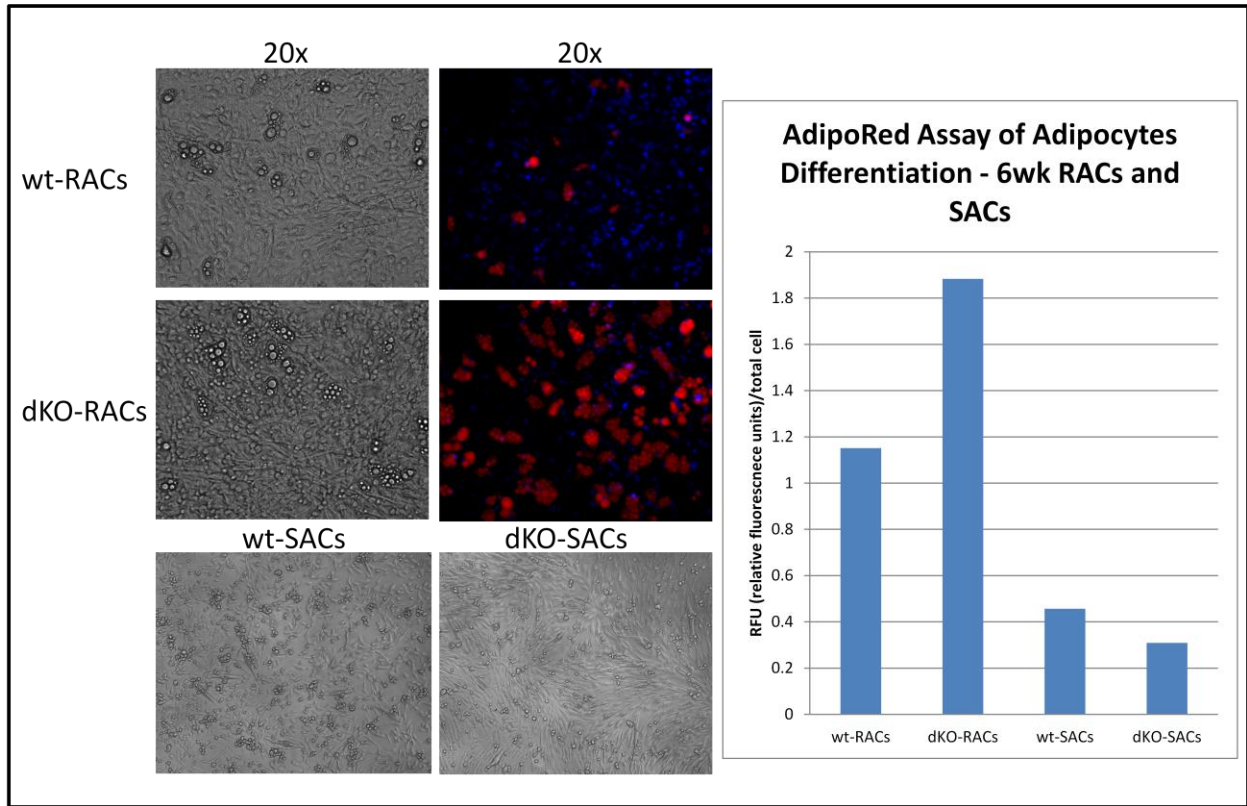 20x
20x
wt-RACs
dKO-RACs
wt-SACs
dKO-SACs
AdipoRed Assay of Adipocytes
Differentiation - 6wk RACs and
SACs
RFU (relative fluorescnece units)/total cell
2
1.8
1.6
1.4
1.2
1
0.8
0.6
0.4
0.2
0
wt-RACs
dKO-RACs
wt-SACs
dKO-SACs